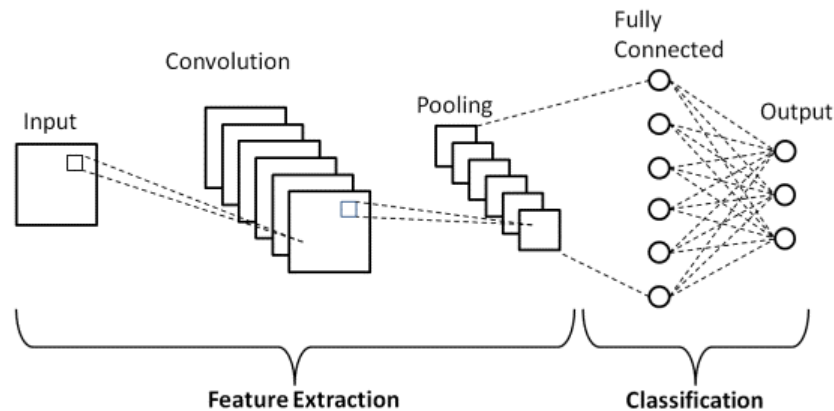 Input
Convolution
Pooling
Fully
Connected
Output
Feature Extraction
Classification